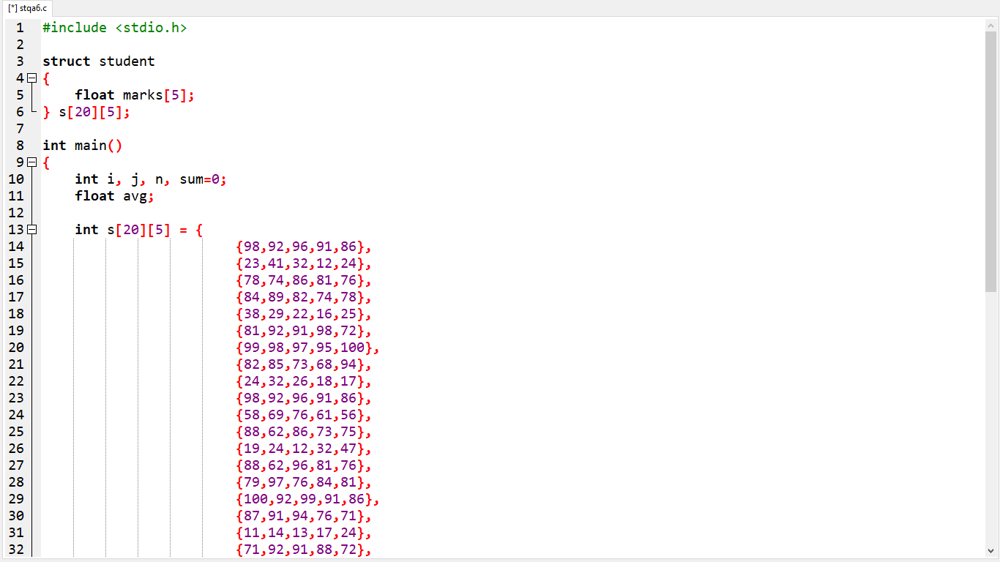 [*] stqa6.c
1 #include <stdio.h>
2
3 struct student
4 {
5     float marks[5];
6 } s[20][5];
7
8 int main()
9 {
10     int i, j, n, sum=0;
11     float avg;
12
13     int s[20][5] = {
14                         {98,92,96,91,86},
15                         {23,41,32,12,24},
16                         {78,74,86,81,76},
17                         {84,89,82,74,78},
18                         {38,29,22,16,25},
19                         {81,92,91,98,72},
20                         {99,98,97,95,100},
21                         {82,85,73,68,94},
22                         {24,32,26,18,17},
23                         {98,92,96,91,86},
24                         {58,69,76,61,56},
25                         {88,62,86,73,75},
26                         {19,24,12,32,47},
27                         {88,62,96,81,76},
28                         {79,97,76,84,81},
29                         {100,92,99,91,86},
30                         {87,91,94,76,71},
31                         {11,14,13,17,24},
32                         {71,92,91,88,72},